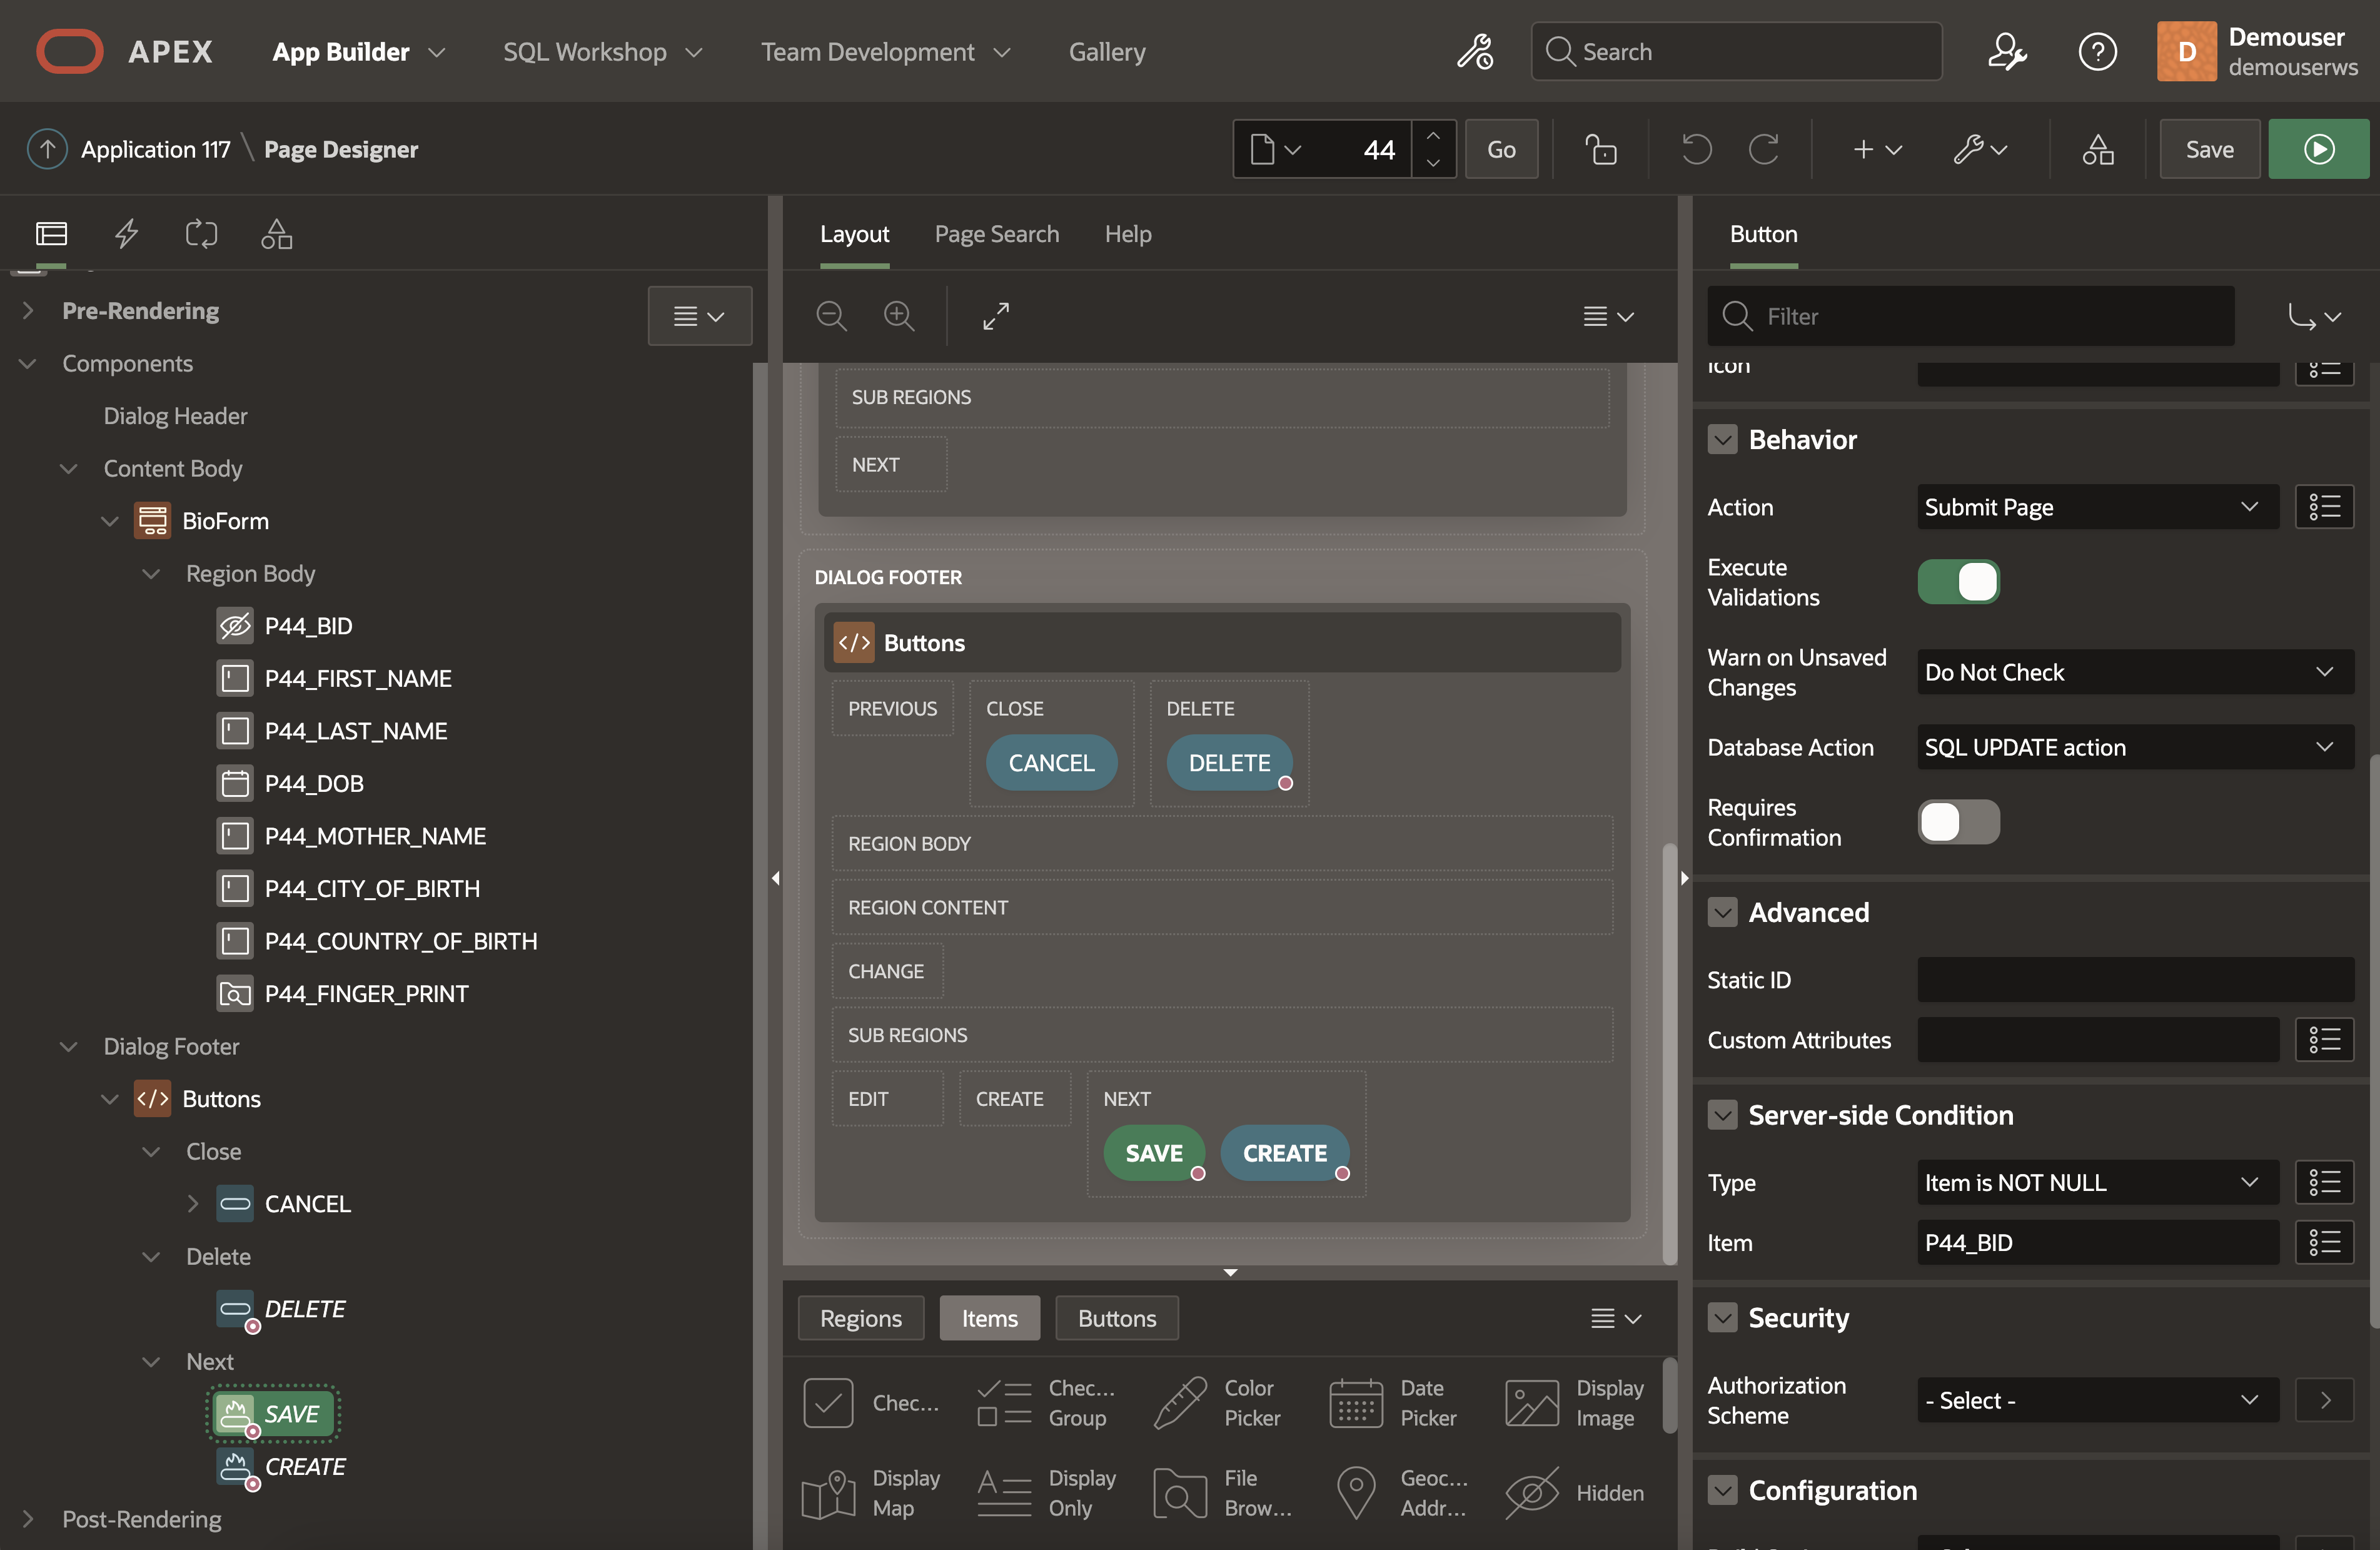 APEX
App Builder
SQL Workshop
Team Development
Gallery
Search
D
Demouser
demouserws
Application 117 \ Page Designer
44
Go
Save
Pre-Rendering
Components
Dialog Header
Content Body
BioForm
Region Body
P44_BID
P44_FIRST_NAME
P44_LAST_NAME
P44_DOB
P44_MOTHER_NAME
P44_CITY_OF_BIRTH
P44_COUNTRY_OF_BIRTH
P44_FINGER_PRINT
Dialog Footer
Buttons
Close
CANCEL
Delete
DELETE
Next
SAVE
CREATE
Post-Rendering
Layout
Page Search
Help
SUB REGIONS
NEXT
DIALOG FOOTER
Buttons
PREVIOUS
CLOSE
DELETE
CANCEL
DELETE
REGION BODY
REGION CONTENT
CHANGE
SUB REGIONS
EDIT
CREATE
NEXT
SAVE
CREATE
Regions
Items
Buttons
Chec...
Chec...
Group
Color
Picker
Date
Picker
Display
Image
Display
Map
Display
Only
File
Brow...
Geoc...
Addr...
Hidden
Button
Filter
Icon
Behavior
Action
Submit Page
Execute
Validations
Warn on Unsaved
Changes
Do Not Check
Database Action
SQL UPDATE action
Requires
Confirmation
Advanced
Static ID
Custom Attributes
Server-side Condition
Type
Item is NOT NULL
Item
P44_BID
Security
Authorization
Scheme
- Select -
Configuration